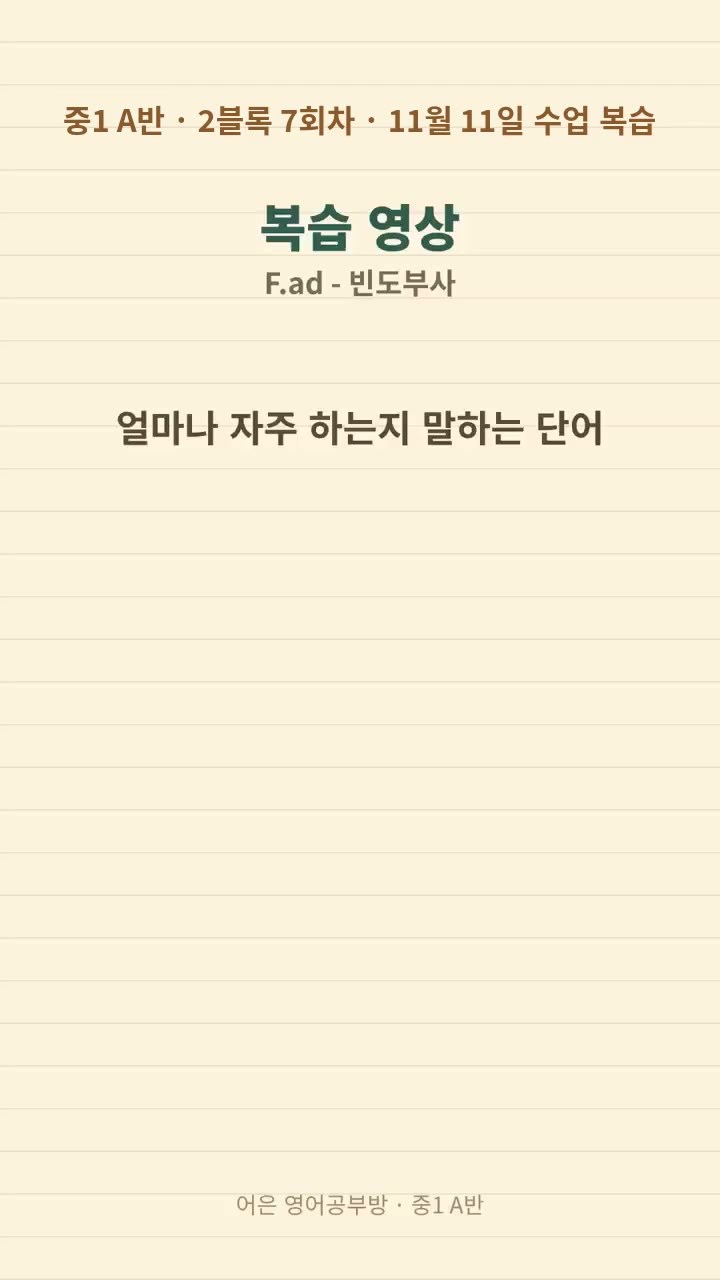 중1 A반 · 2블록 7회차 · 11월 11일 수업 복습
복습 영상
F.ad - 빈도부사
얼마나 자주 하는지 말하는 단어
어은 영어공부방 · 중1 A반